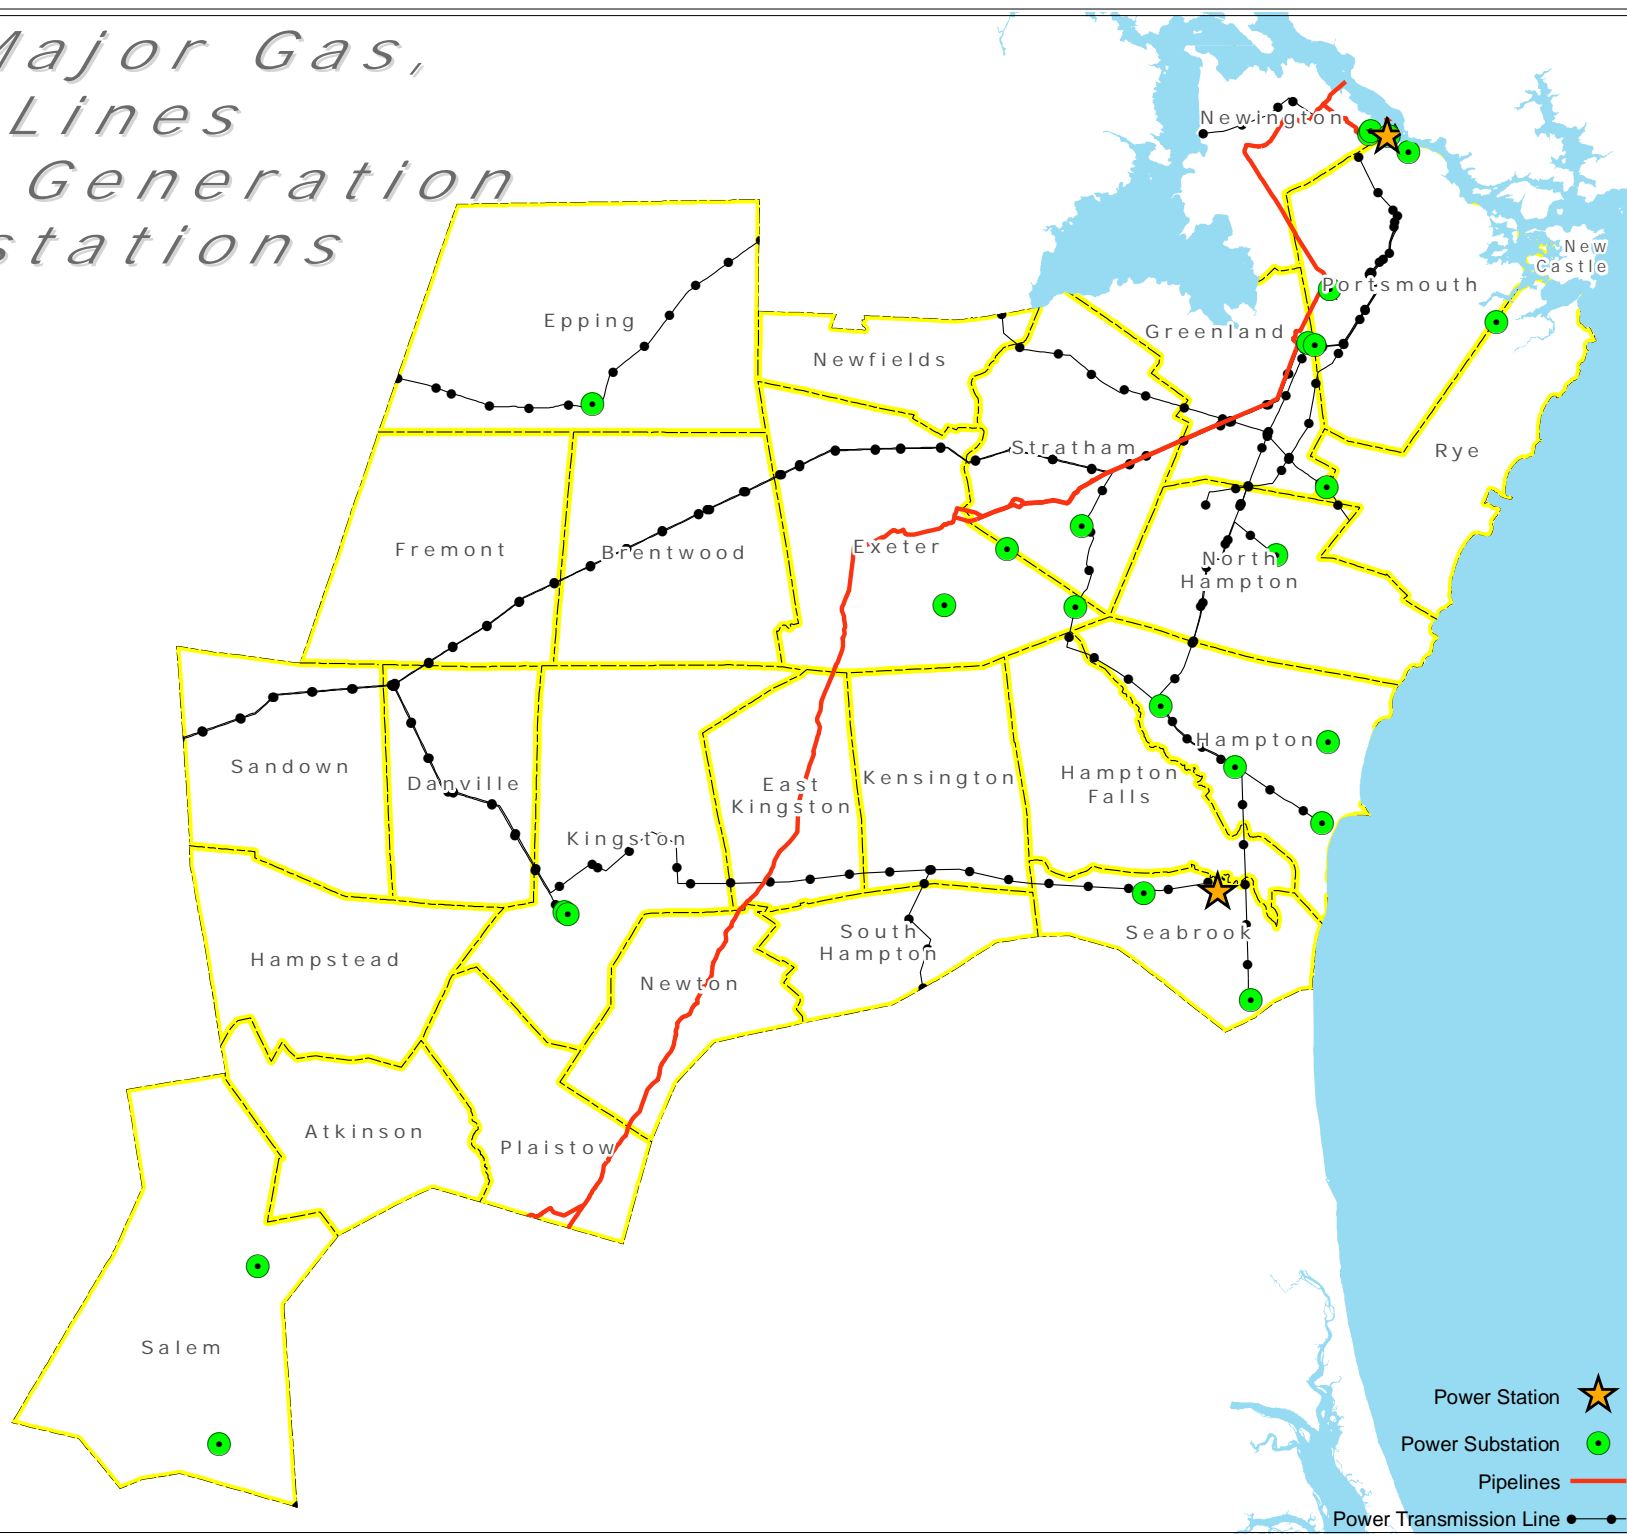 Major Gas,
Lines
Generation
stations
Newington
New
Castle
Portsmouth
Epping
Greenland
Newfields
Stratham
Rye
Fremont
Brentwood
Exeter
North
Hampton
Sandown
Danville
East
Kingston
Kensington
Hampton
Falls
Hampton
Kingston
Hampstead
Newton
South
Hampton
Seabrook
Atkinson
Plaistow
Salem
Power Station
Power Substation
Pipelines
Power Transmission Line